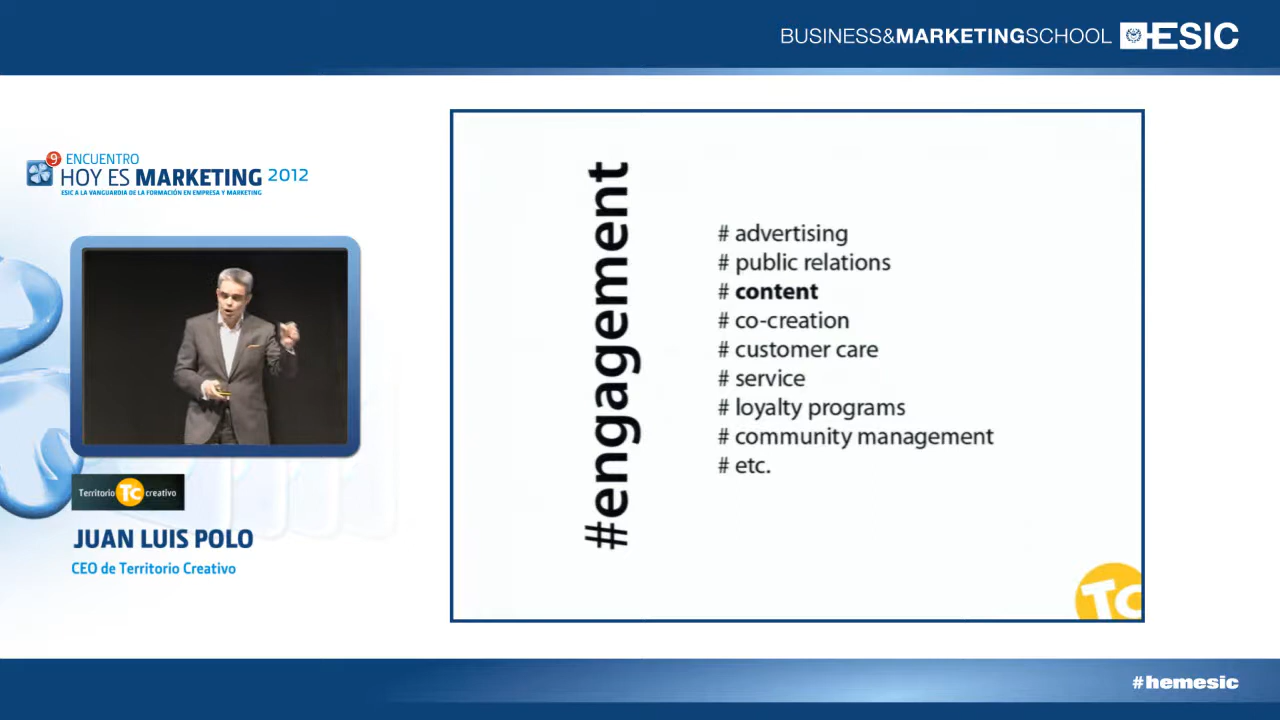 BUSINESS&MARKETINGSCHOOL ESIC
9 ENCUENTRO
HOY ES MARKETING 2012
ESIC A LA VANGUARDIA DE LA FORMACIÓN EN EMPRESA Y MARKETING
Territorio Tc creativo
JUAN LUIS POLO
CEO de Territorio Creativo
#engagement
# advertising
# public relations
# content
# co-creation
# customer care
# service
# loyalty programs
# community management
# etc.
Tc
#hemesic